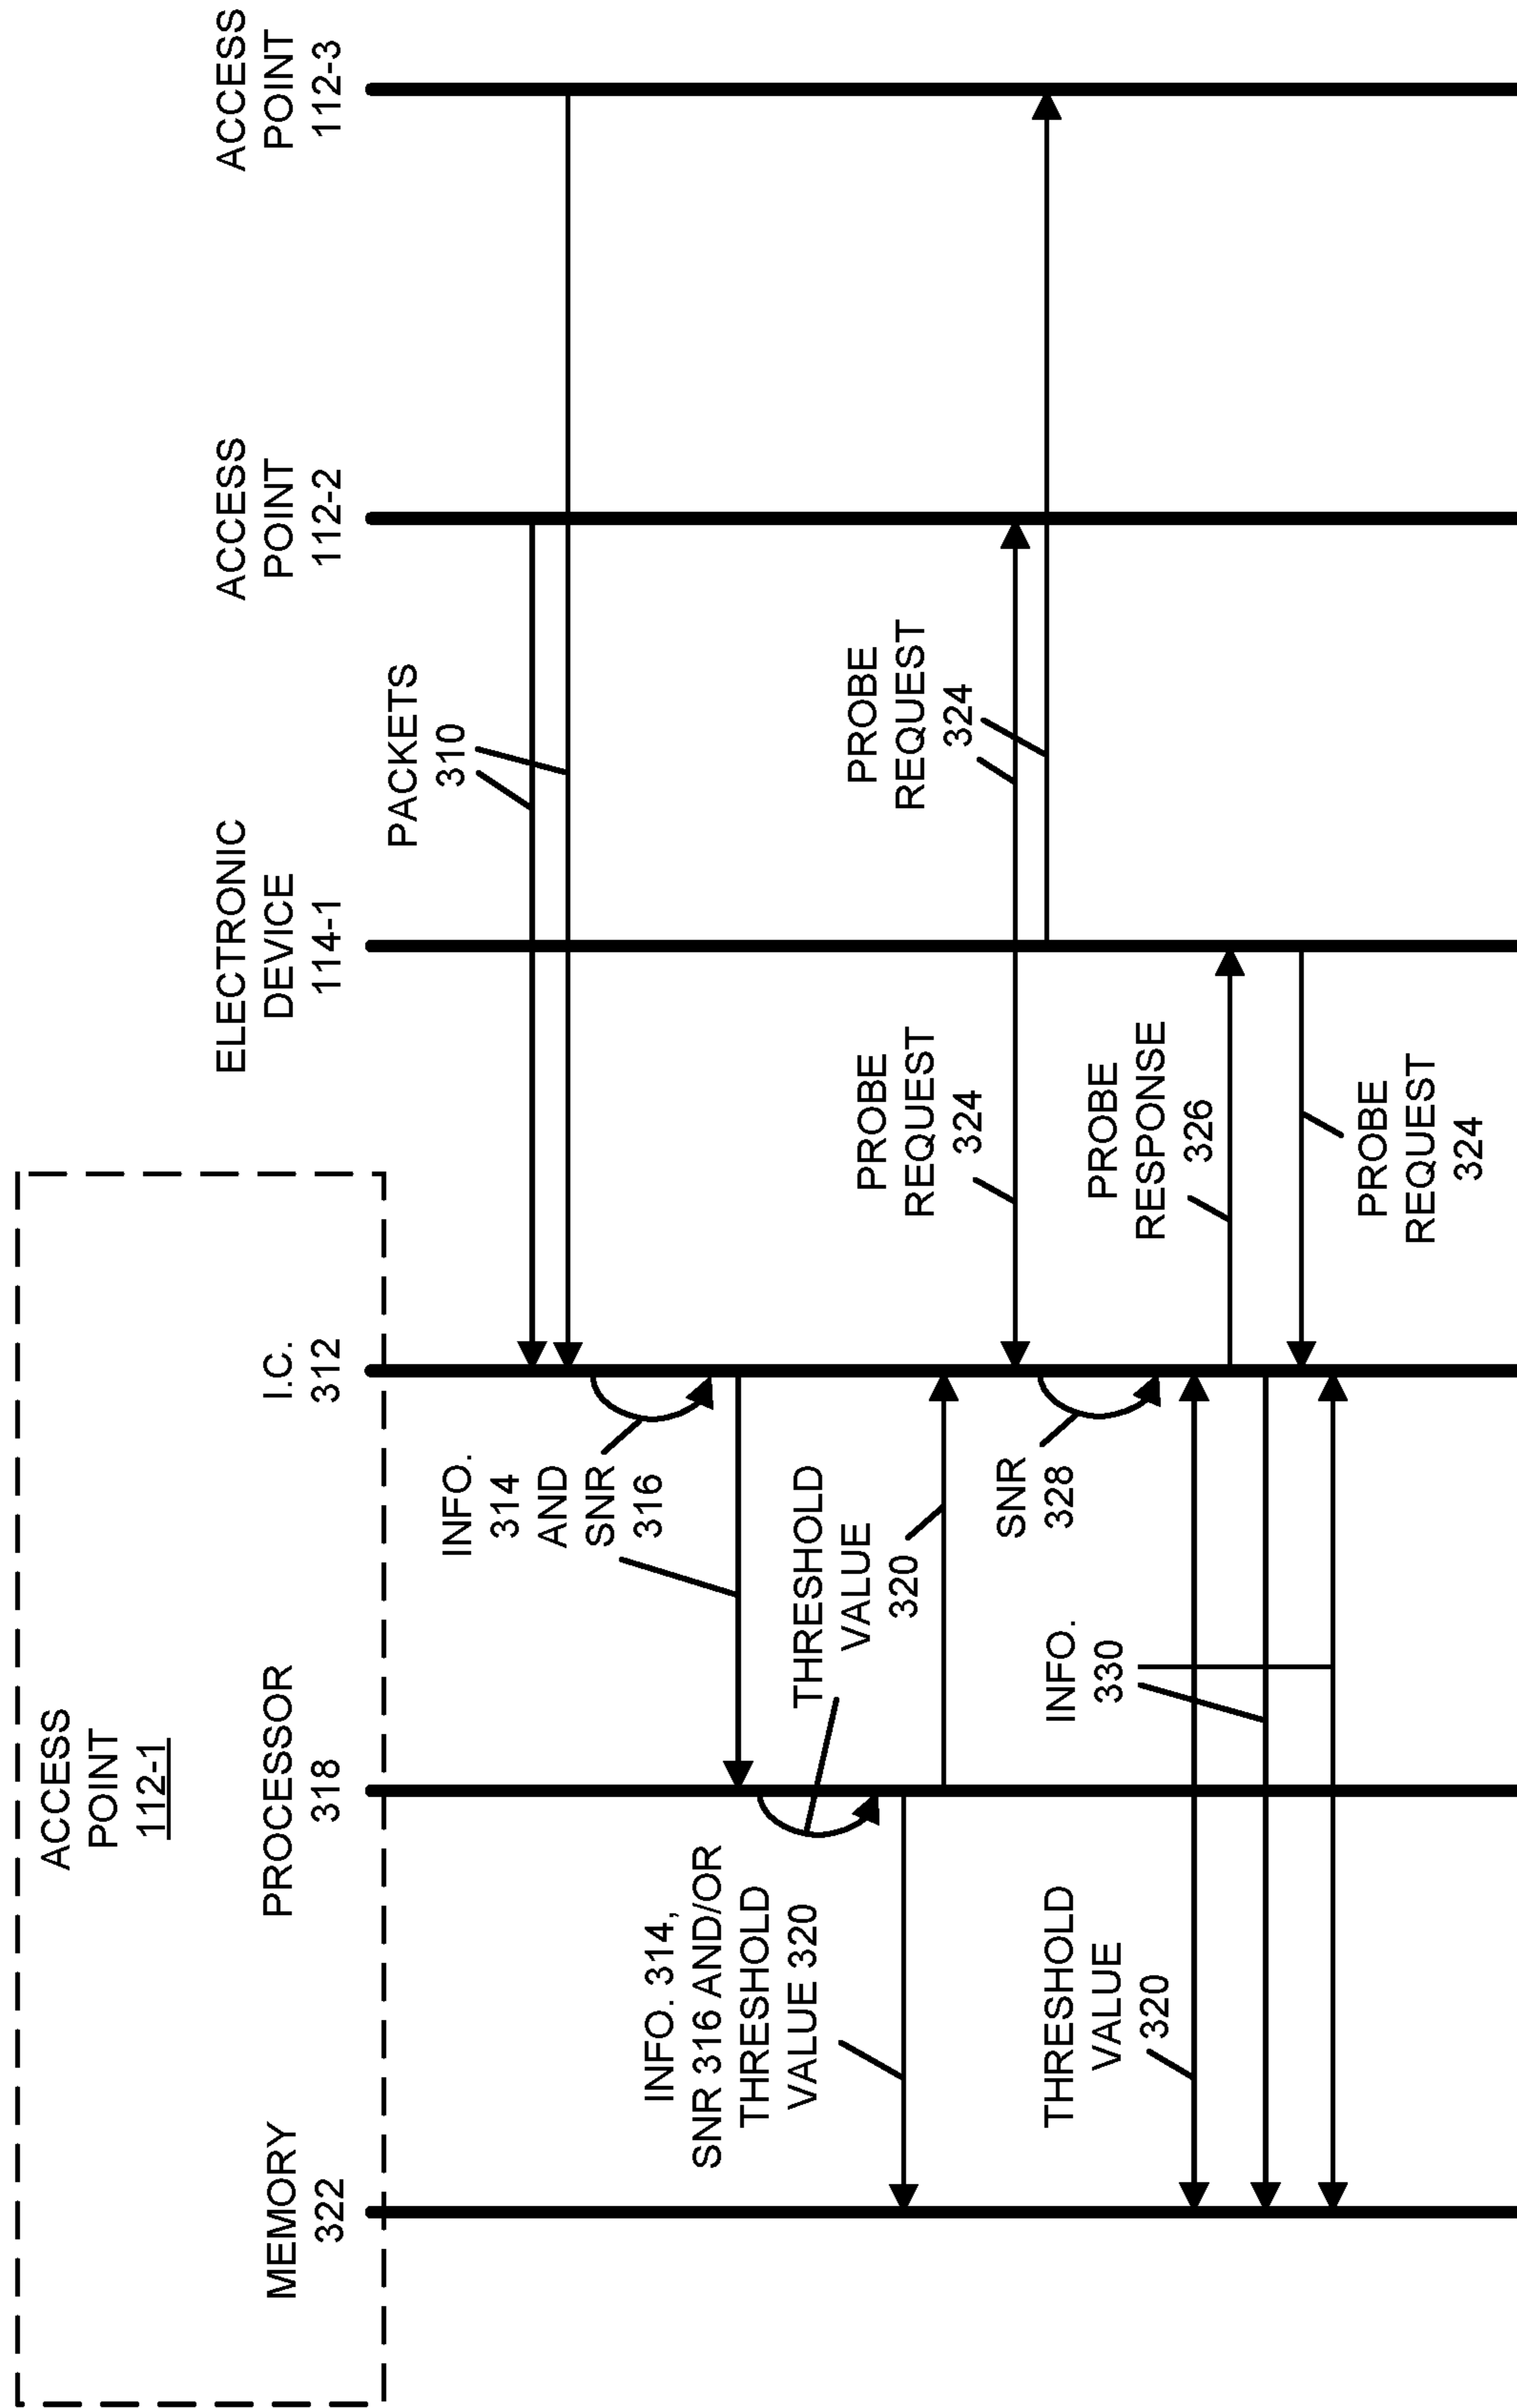 ACCESS
POINT
112-1
MEMORY
322
PROCESSOR
318
I.C.
312
ELECTRONIC
DEVICE
114-1
ACCESS
POINT
112-2
ACCESS
POINT
112-3
PACKETS
310
INFO.
314
AND
SNR
316
INFO. 314,
SNR 316 AND/OR
THRESHOLD
VALUE 320
THRESHOLD
VALUE
320
PROBE
REQUEST
324
PROBE
REQUEST
324
SNR
328
THRESHOLD
VALUE
320
INFO.
330
PROBE
RESPONSE
326
PROBE
REQUEST
324